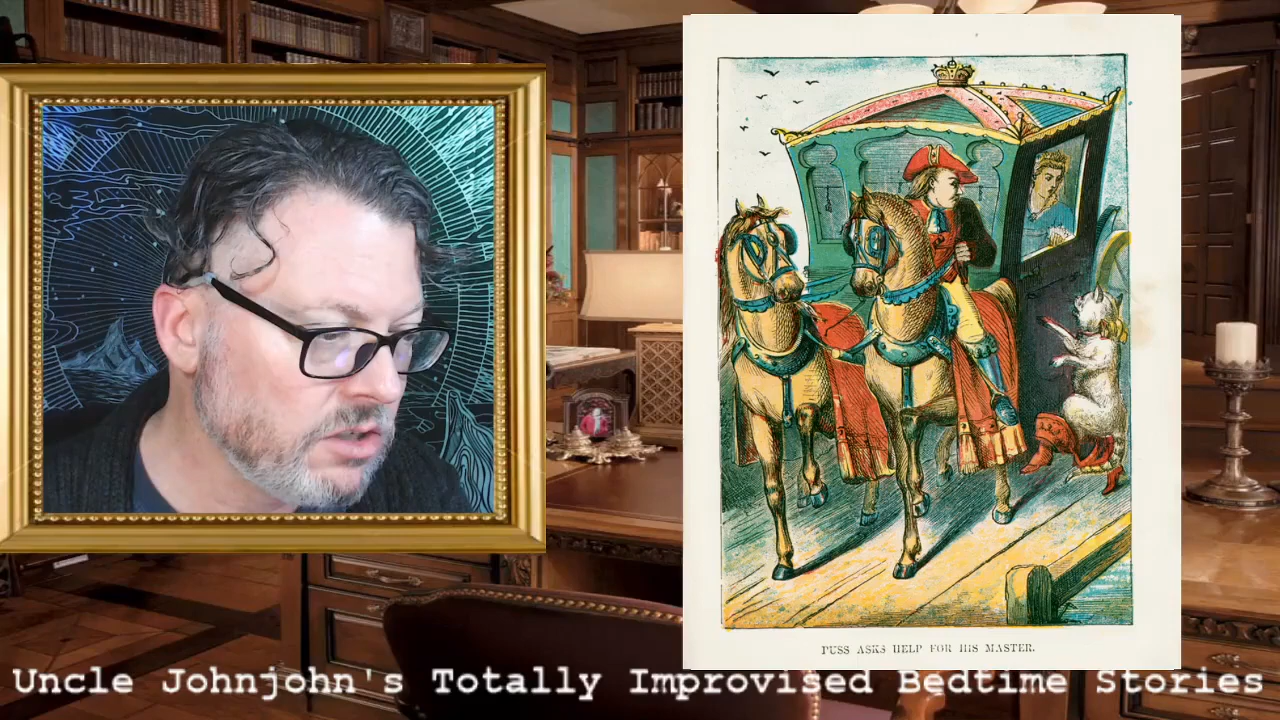 PUSS ASKS HELP FOR HIS MASTER.
Uncle Johnjohn's Totally Improvised Bedtime Stories